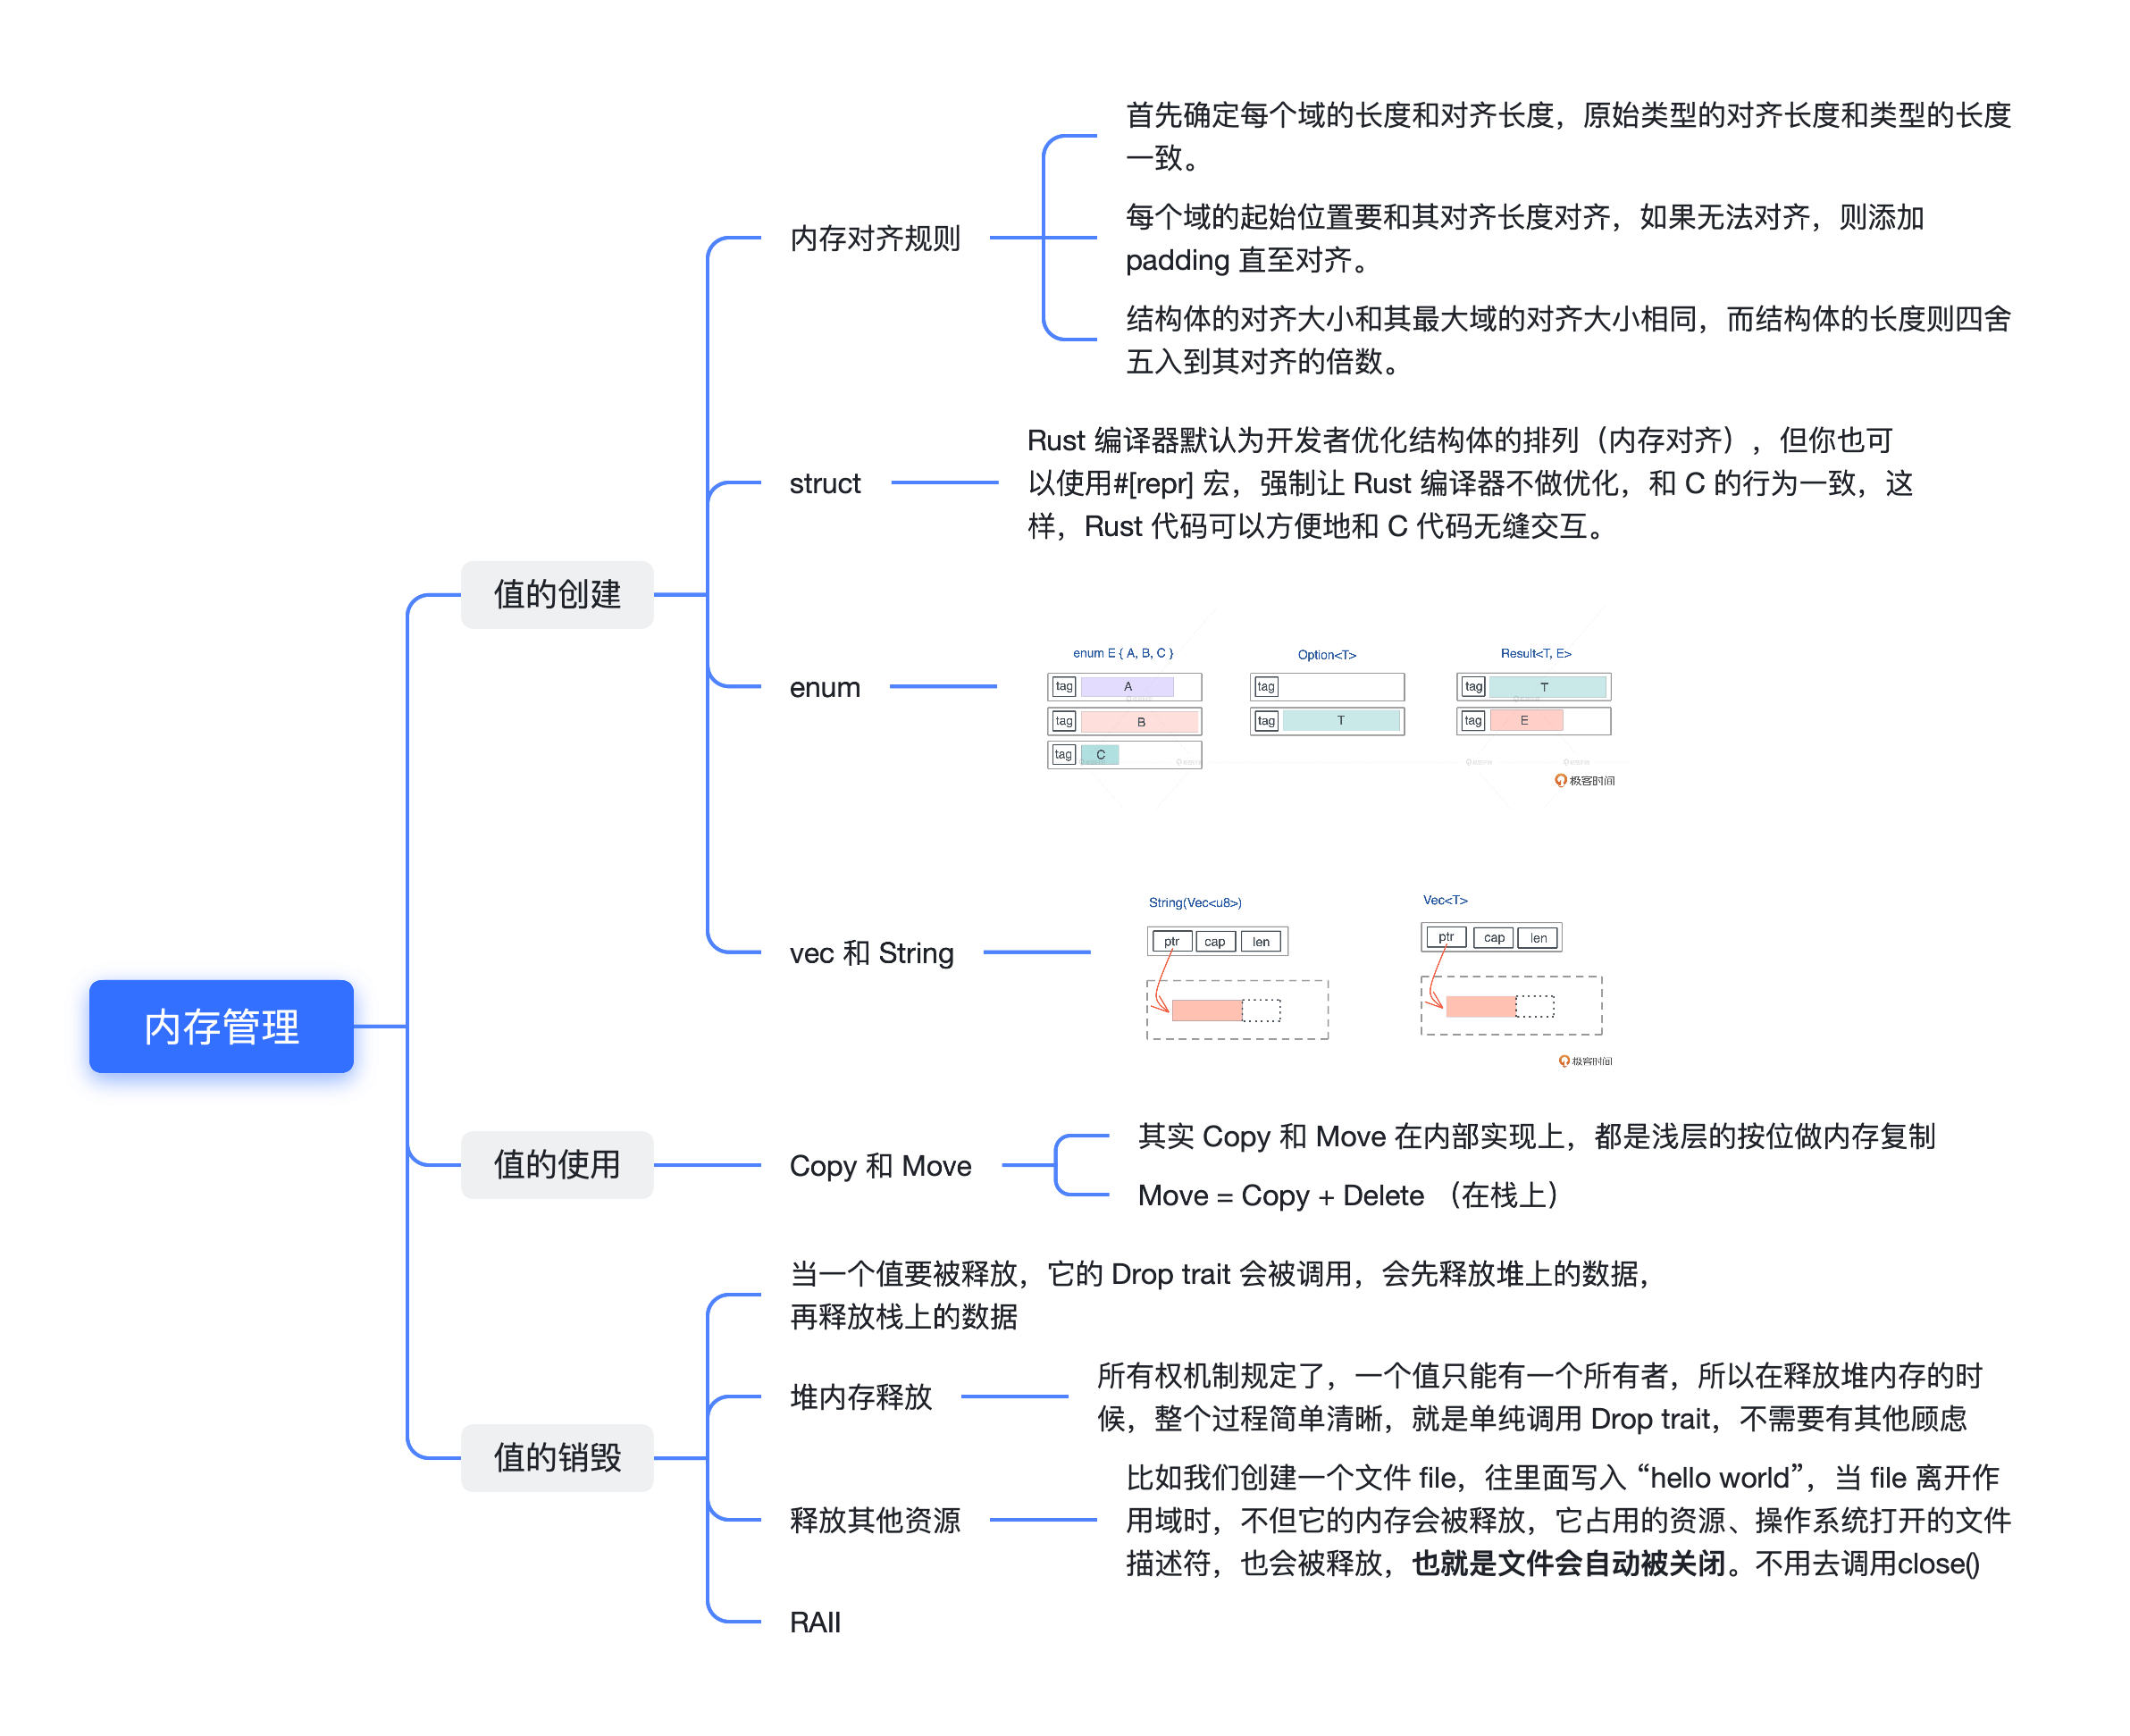 首先确定每个域的长度和对齐长度，原始类型的对齐长度和类型的长度
一致。
内存对齐规则
每个域的起始位置要和其对齐长度对齐，如果无法对齐，则添加
padding 直至对齐。
结构体的对齐大小和其最大域的对齐大小相同，而结构体的长度则四舍
五入到其对齐的倍数。
struct
Rust 编译器默认为开发者优化结构体的排列（内存对齐），但你也可
以使用#[repr] 宏，强制让 Rust 编译器不做优化，和 C 的行为一致，这
样，Rust 代码可以方便地和 C 代码无缝交互。
值的创建
enum
enum E { A, B, C }
tag A
tag B
tag C
Option<T>
tag
tag T
Result<T, E>
tag T
tag E
极客时间
vec 和 String
String(Vec<u8>)
ptr cap len
Vec<T>
ptr cap len
极客时间
内存管理
值的使用
Copy 和 Move
其实 Copy 和 Move 在内部实现上，都是浅层的按位做内存复制
Move = Copy + Delete （在栈上）
值的销毁
当一个值要被释放，它的 Drop trait 会被调用，会先释放堆上的数据，
再释放栈上的数据
堆内存释放
所有权机制规定了，一个值只能有一个所有者，所以在释放堆内存的时
候，整个过程简单清晰，就是单纯调用 Drop trait，不需要有其他顾虑
释放其他资源
比如我们创建一个文件 file，往里面写入 “hello world”，当 file 离开作
用域时，不但它的内存会被释放，它占用的资源、操作系统打开的文件
描述符，也会被释放，也就是文件会自动被关闭。不用去调用close()
RAII